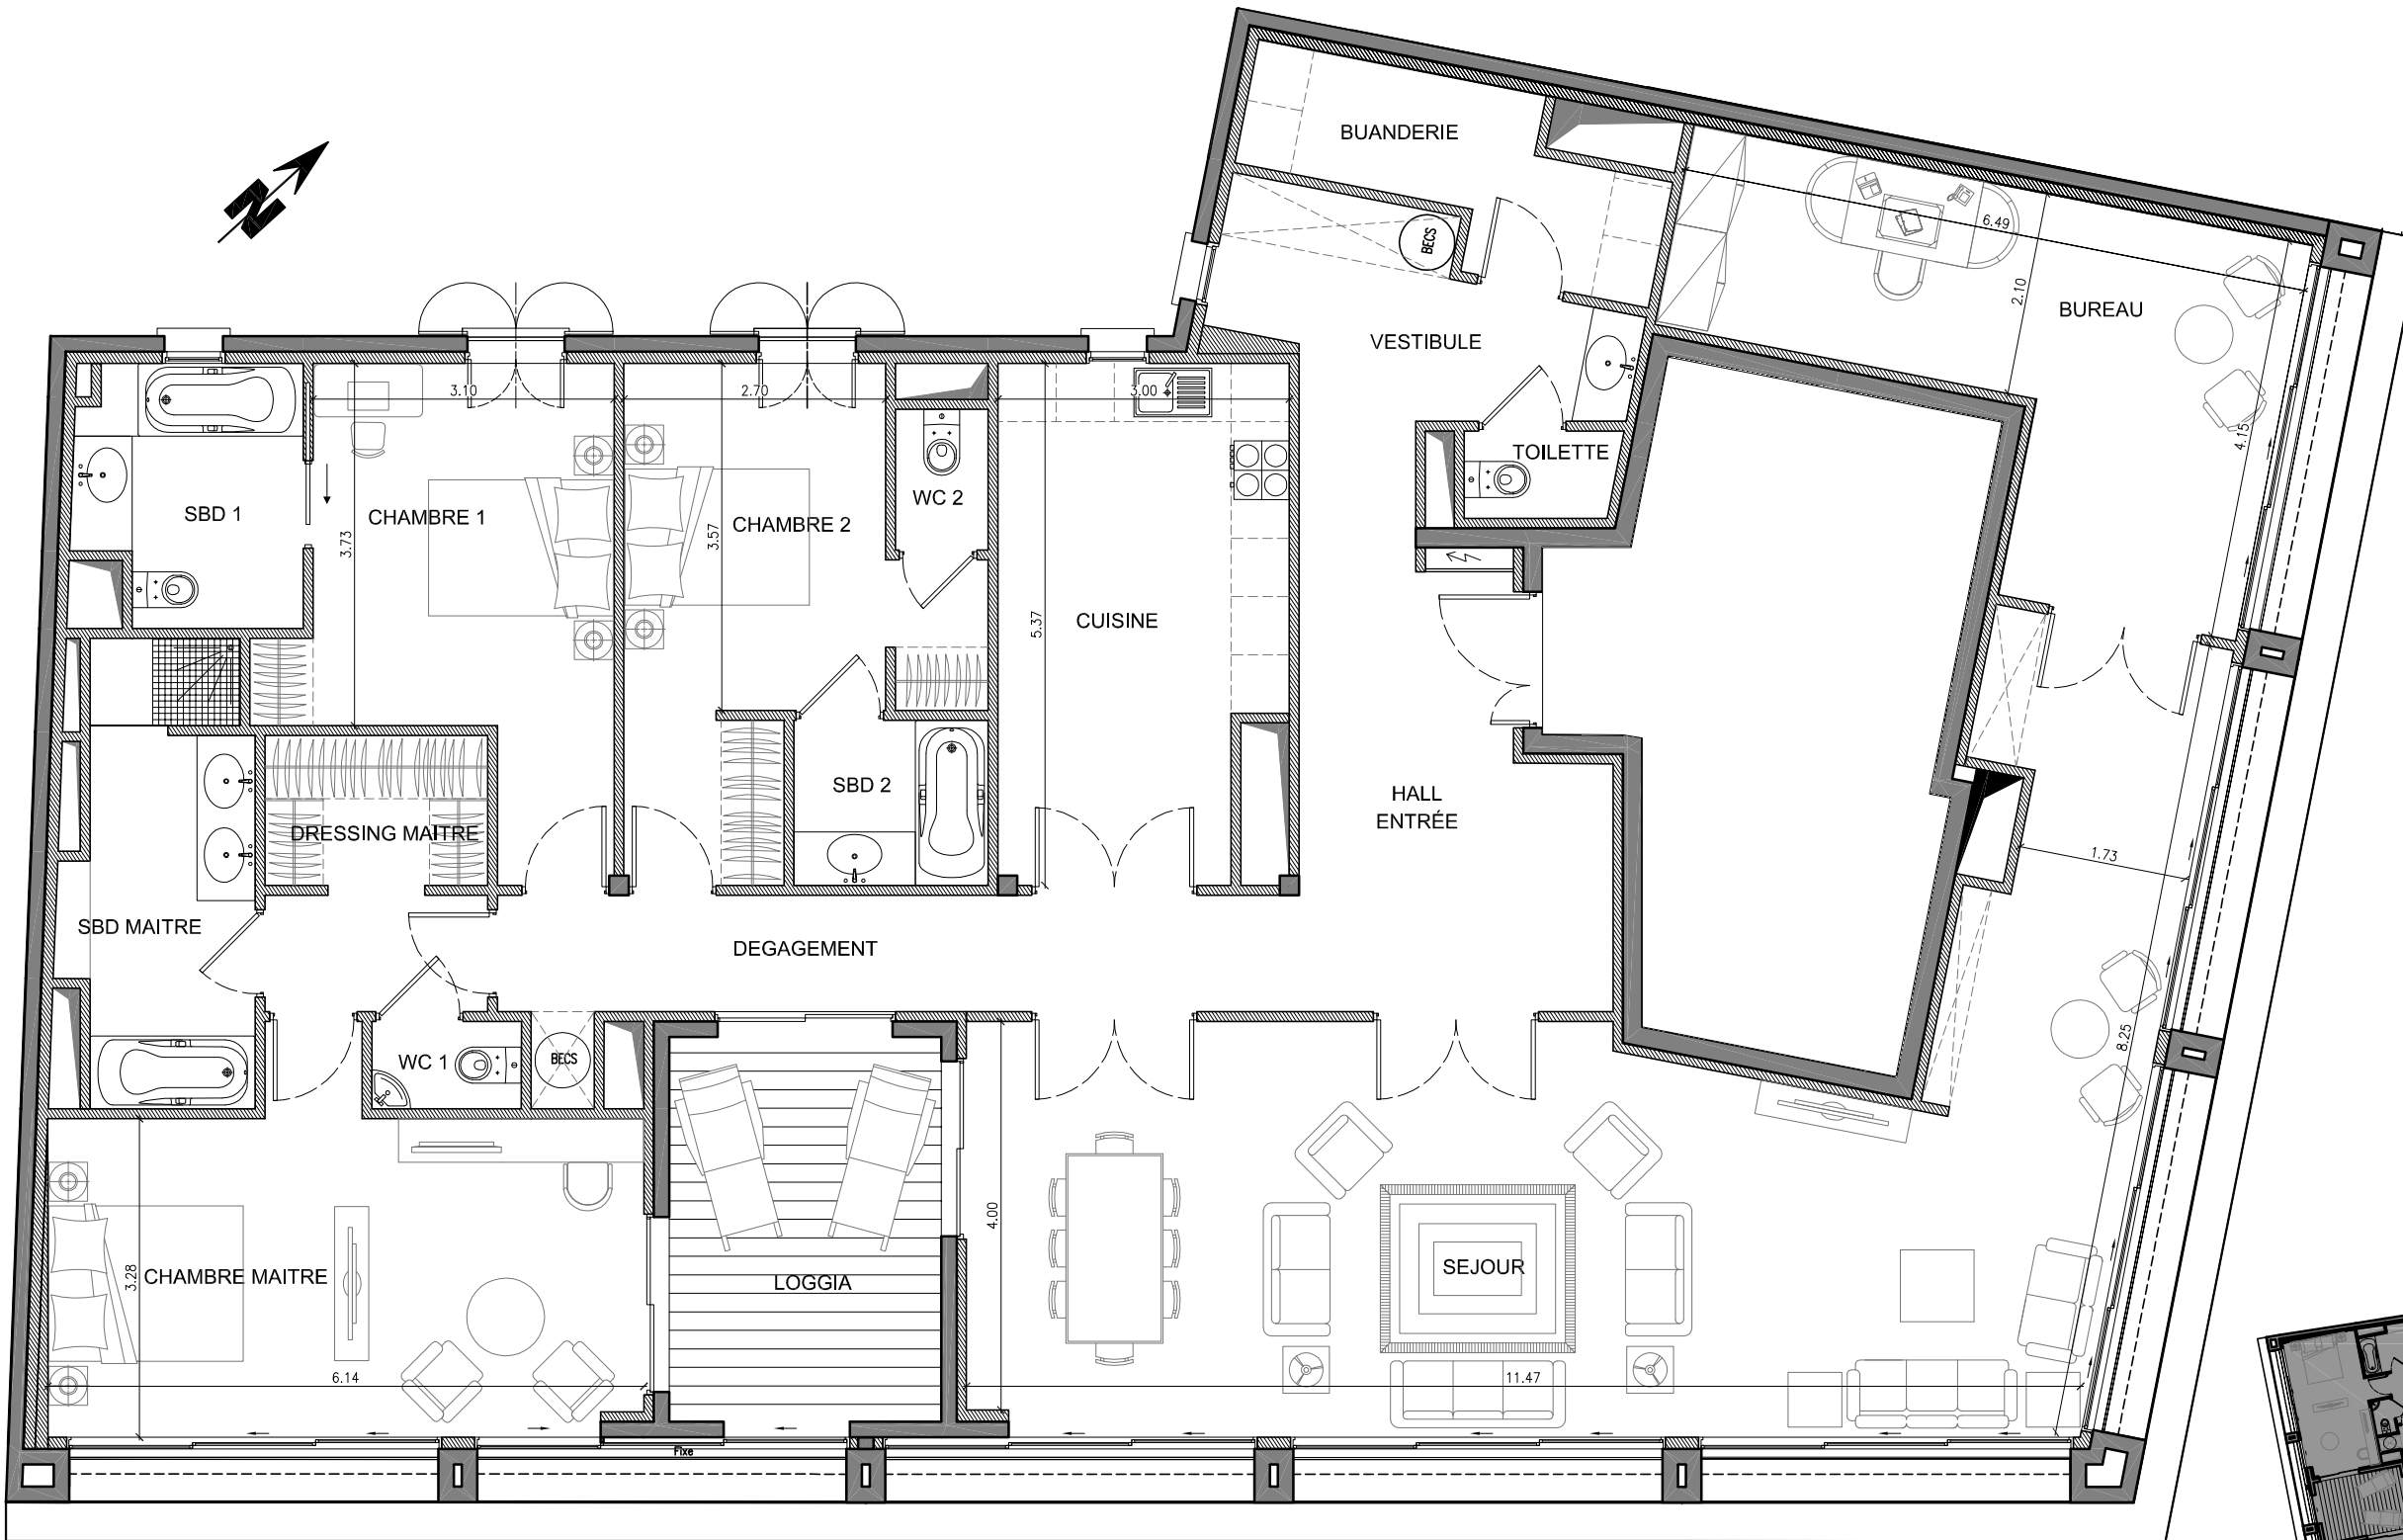 BUANDERIE
N
BECS
6.49
2.10
BUREAU
VESTIBULE
3.10
2.70
3.00
4.15
TOILETTE
WC 2
SBD 1
CHAMBRE 1
CHAMBRE 2
3.73
3.57
5.37
CUISINE
SBD 2
HALL
ENTRÉE
DRESSING MAITRE
1.73
SBD MAITRE
DEGAGEMENT
8.25
WC 1
BECS
4.00
3.28
CHAMBRE MAITRE
LOGGIA
SEJOUR
6.14
11.47
Fixe